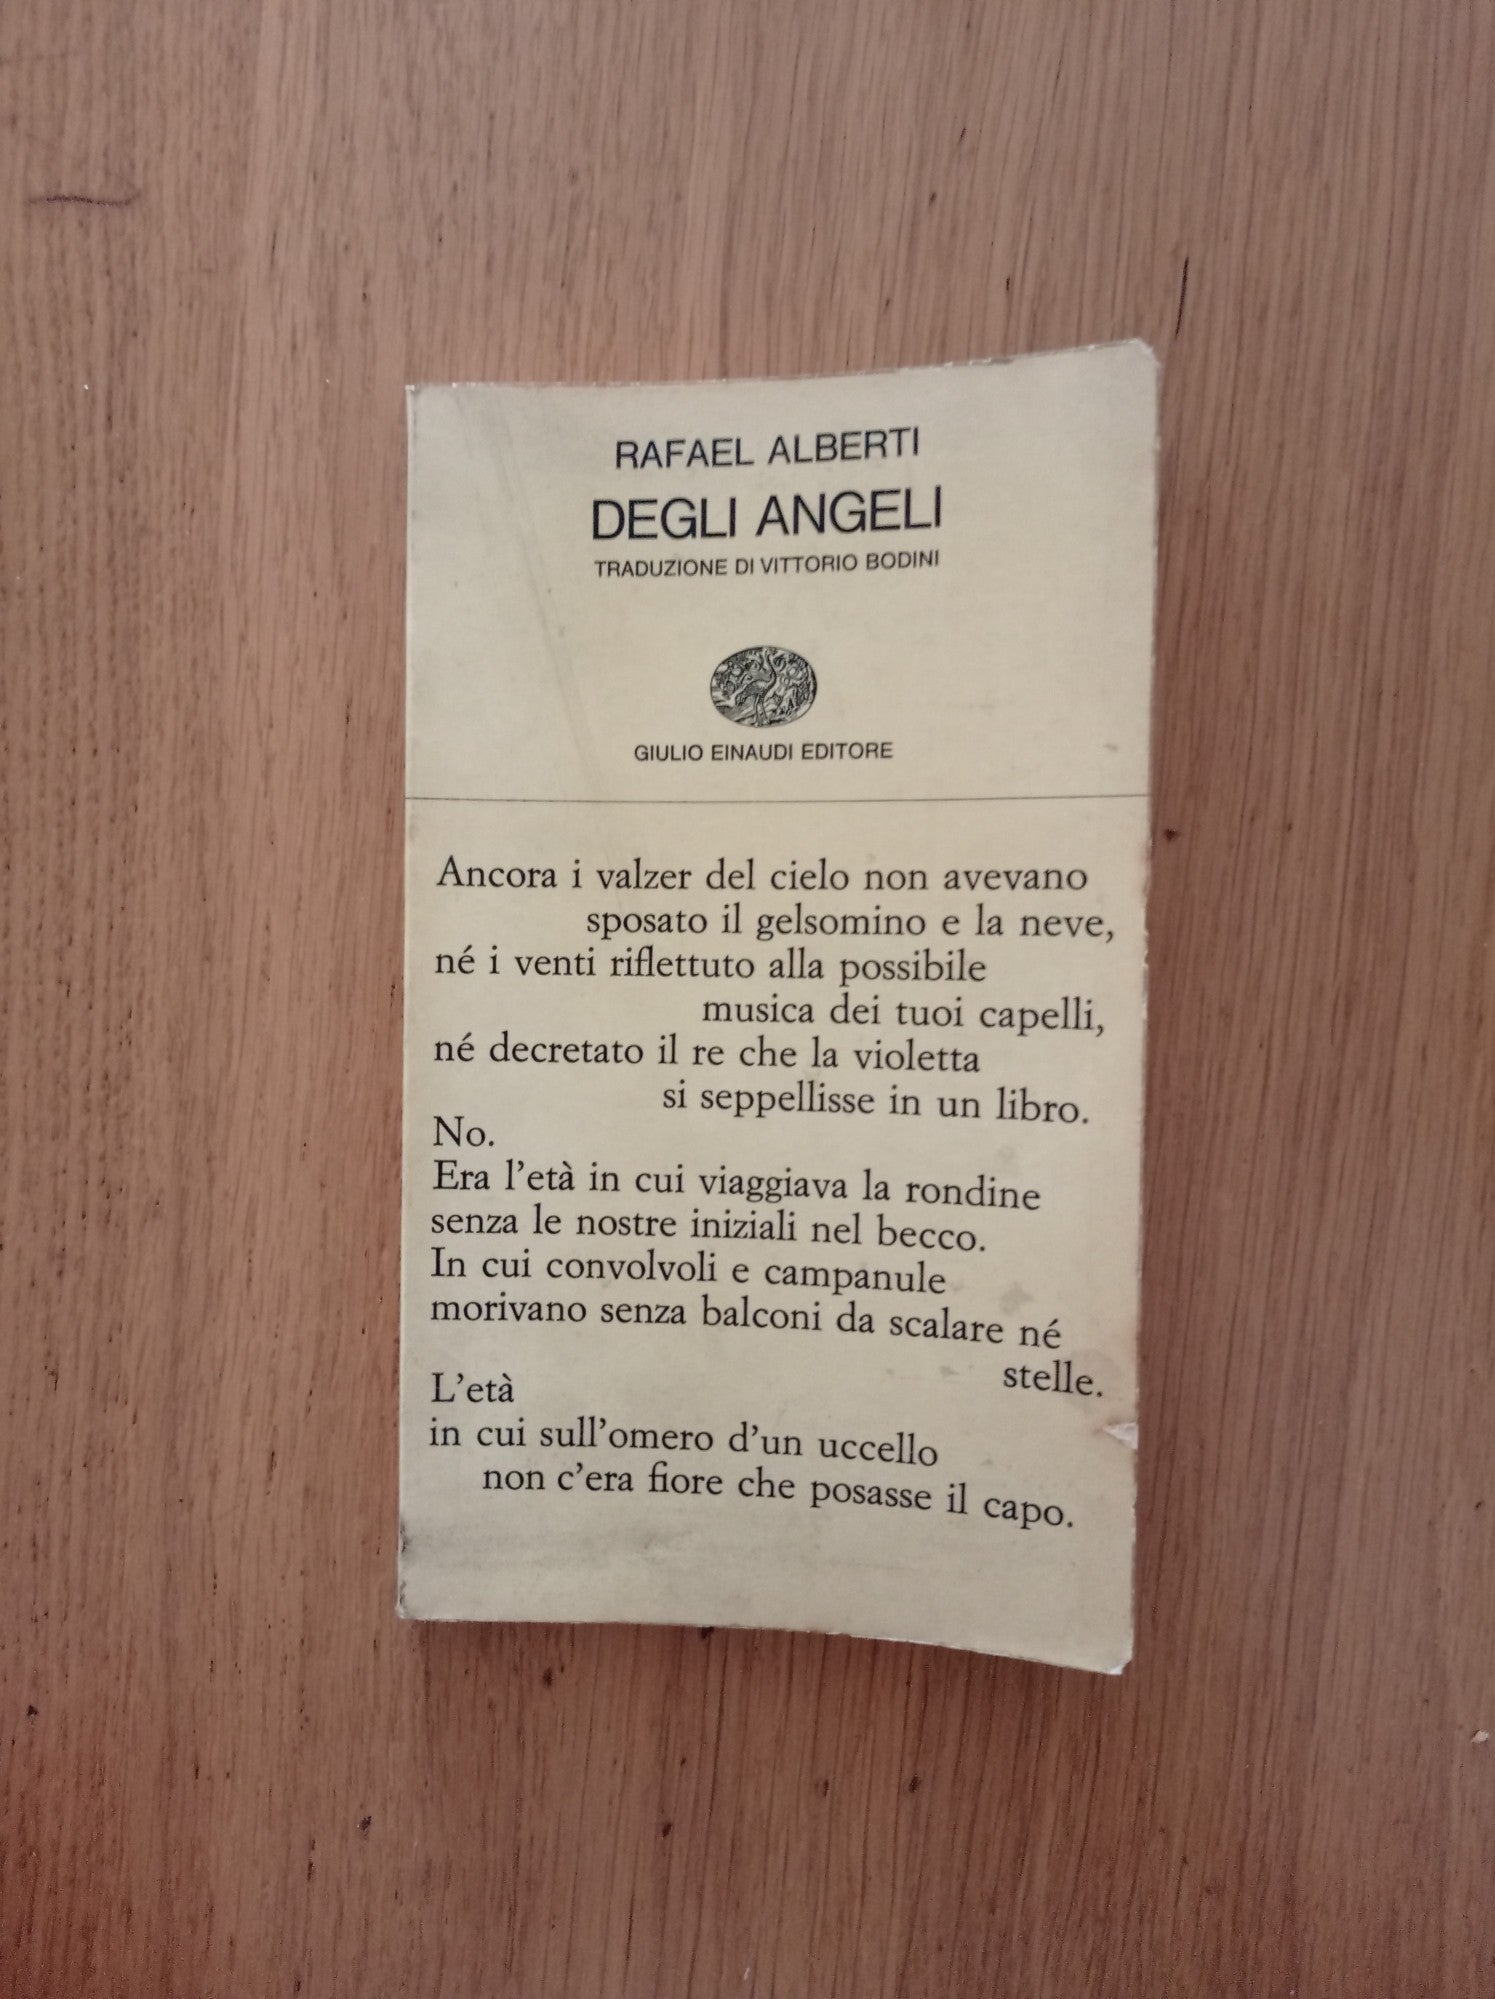 RAFAEL ALBERTI
DEGLI ANGELI
TRADUZIONE DI VITTORIO BODINI
GIULIO EINAUDI EDITORE
Ancora i valzer del cielo non avevano
sposato il gelsomino e la neve,
né i venti riflettuto alla possibile
musica dei tuoi capelli,
né decretato il re che la violetta
si seppellisse in un libro.
No.
Era l'età in cui viaggiava la rondine
senza le nostre iniziali nel becco.
In cui convolvoli e campanule
morivano senza balconi da scalare né
stelle.
L'età
in cui sull'omero d'un uccello
non c'era fiore che posasse il capo.